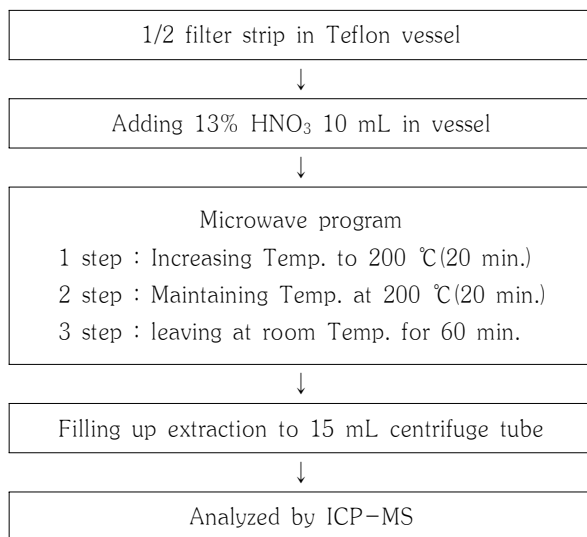 1/2 filter strip in Teflon vessel
↓
Adding 13% HNO₃ 10 mL in vessel
↓
Microwave program
1 step : Increasing Temp. to 200 ℃(20 min.)
2 step : Maintaining Temp. at 200 ℃(20 min.)
3 step : leaving at room Temp. for 60 min.
↓
Filling up extraction to 15 mL centrifuge tube
↓
Analyzed by ICP-MS